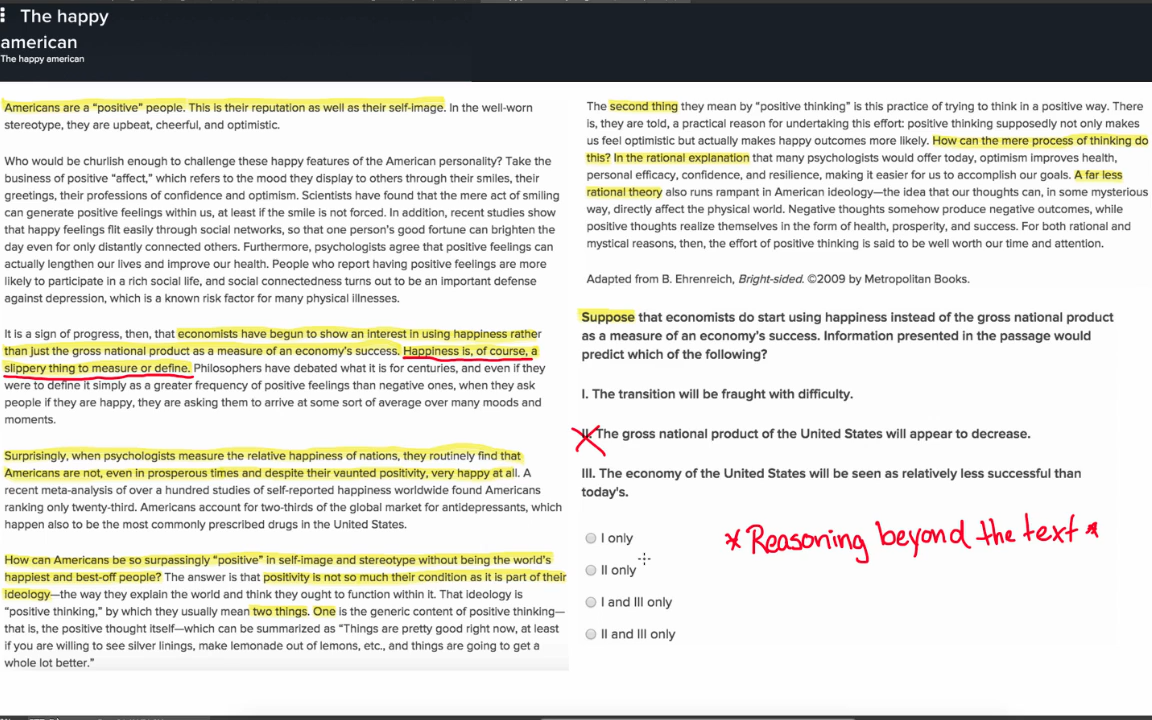 The happy
american
The happy american
Americans are a “positive” people. This is their reputation as well as their self-image. In the well-worn
stereotype, they are upbeat, cheerful, and optimistic.
Who would be churlish enough to challenge these happy features of the American personality? Take the
business of positive “affect,” which refers to the mood they display to others through their smiles, their
greetings, their professions of confidence and optimism. Scientists have found that the mere act of smiling
can generate positive feelings within us, at least if the smile is not forced. In addition, recent studies show
that happy feelings flit easily through social networks, so that one person’s good fortune can brighten the
day even for only distantly connected others. Furthermore, psychologists agree that positive feelings can
actually lengthen our lives and improve our health. People who report having positive feelings are more
likely to participate in a rich social life, and social connectedness turns out to be an important defense
against depression, which is a known risk factor for many physical illnesses.
It is a sign of progress, then, that economists have begun to show an interest in using happiness rather
than just the gross national product as a measure of an economy’s success. Happiness is, of course, a
slippery thing to measure or define. Philosophers have debated what it is for centuries, and even if they
were to define it simply as a greater frequency of positive feelings than negative ones, when they ask
people if they are happy, they are asking them to arrive at some sort of average over many moods and
moments.
Surprisingly, when psychologists measure the relative happiness of nations, they routinely find that
Americans are not, even in prosperous times and despite their vaunted positivity, very happy at all. A
recent meta-analysis of over a hundred studies of self-reported happiness worldwide found Americans
ranking only twenty-third. Americans account for two-thirds of the global market for antidepressants, which
happen also to be the most commonly prescribed drugs in the United States.
How can Americans be so surpassingly “positive” in self-image and stereotype without being the world’s
happiest and best-off people? The answer is that positivity is not so much their condition as it is part of their
ideology—the way they explain the world and think they ought to function within it. That ideology is
“positive thinking,” by which they usually mean two things. One is the generic content of positive thinking—
that is, the positive thought itself—which can be summarized as “Things are pretty good right now, at least
if you are willing to see silver linings, make lemonade out of lemons, etc., and things are going to get a
whole lot better.”
The second thing they mean by “positive thinking” is this practice of trying to think in a positive way. There
is, they are told, a practical reason for undertaking this effort: positive thinking supposedly not only makes
us feel optimistic but actually makes happy outcomes more likely. How can the mere process of thinking do
this? In the rational explanation that many psychologists would offer today, optimism improves health,
personal efficacy, confidence, and resilience, making it easier for us to accomplish our goals. A far less
rational theory also runs rampant in American ideology—the idea that our thoughts can, in some mysterious
way, directly affect the physical world. Negative thoughts somehow produce negative outcomes, while
positive thoughts realize themselves in the form of health, prosperity, and success. For both rational and
mystical reasons, then, the effort of positive thinking is said to be well worth our time and attention.
Adapted from B. Ehrenreich, Bright-sided. ©2009 by Metropolitan Books.
Suppose that economists do start using happiness instead of the gross national product
as a measure of an economy’s success. Information presented in the passage would
predict which of the following?
I. The transition will be fraught with difficulty.
II. The gross national product of the United States will appear to decrease.
III. The economy of the United States will be seen as relatively less successful than
today’s.
I only
II only
I and III only
II and III only
* Reasoning beyond the text *